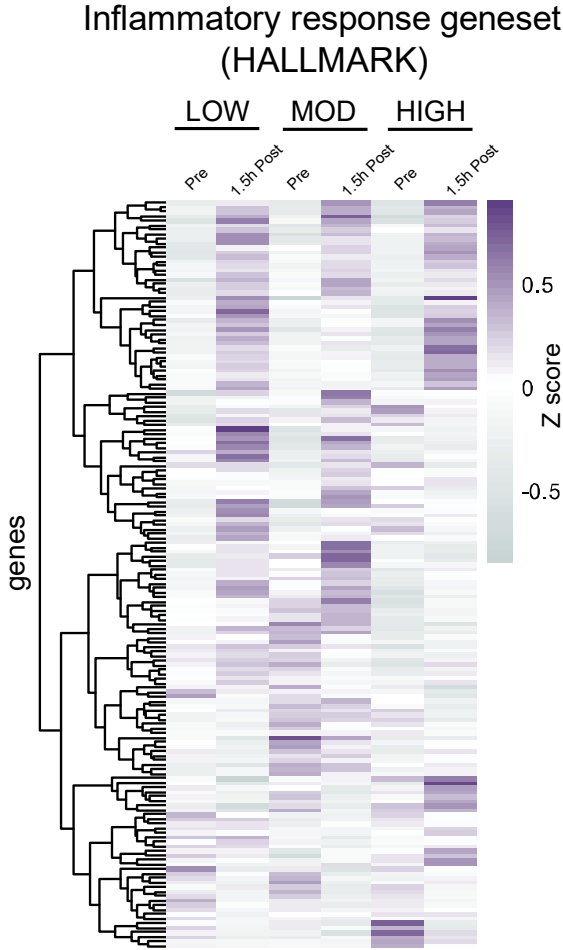 Inflammatory response geneset
(HALLMARK)
LOW MOD HIGH
Pre 1.5h Post Pre 1.5h Post Pre 1.5h Post
0.5
0
-0.5
Z score
genes